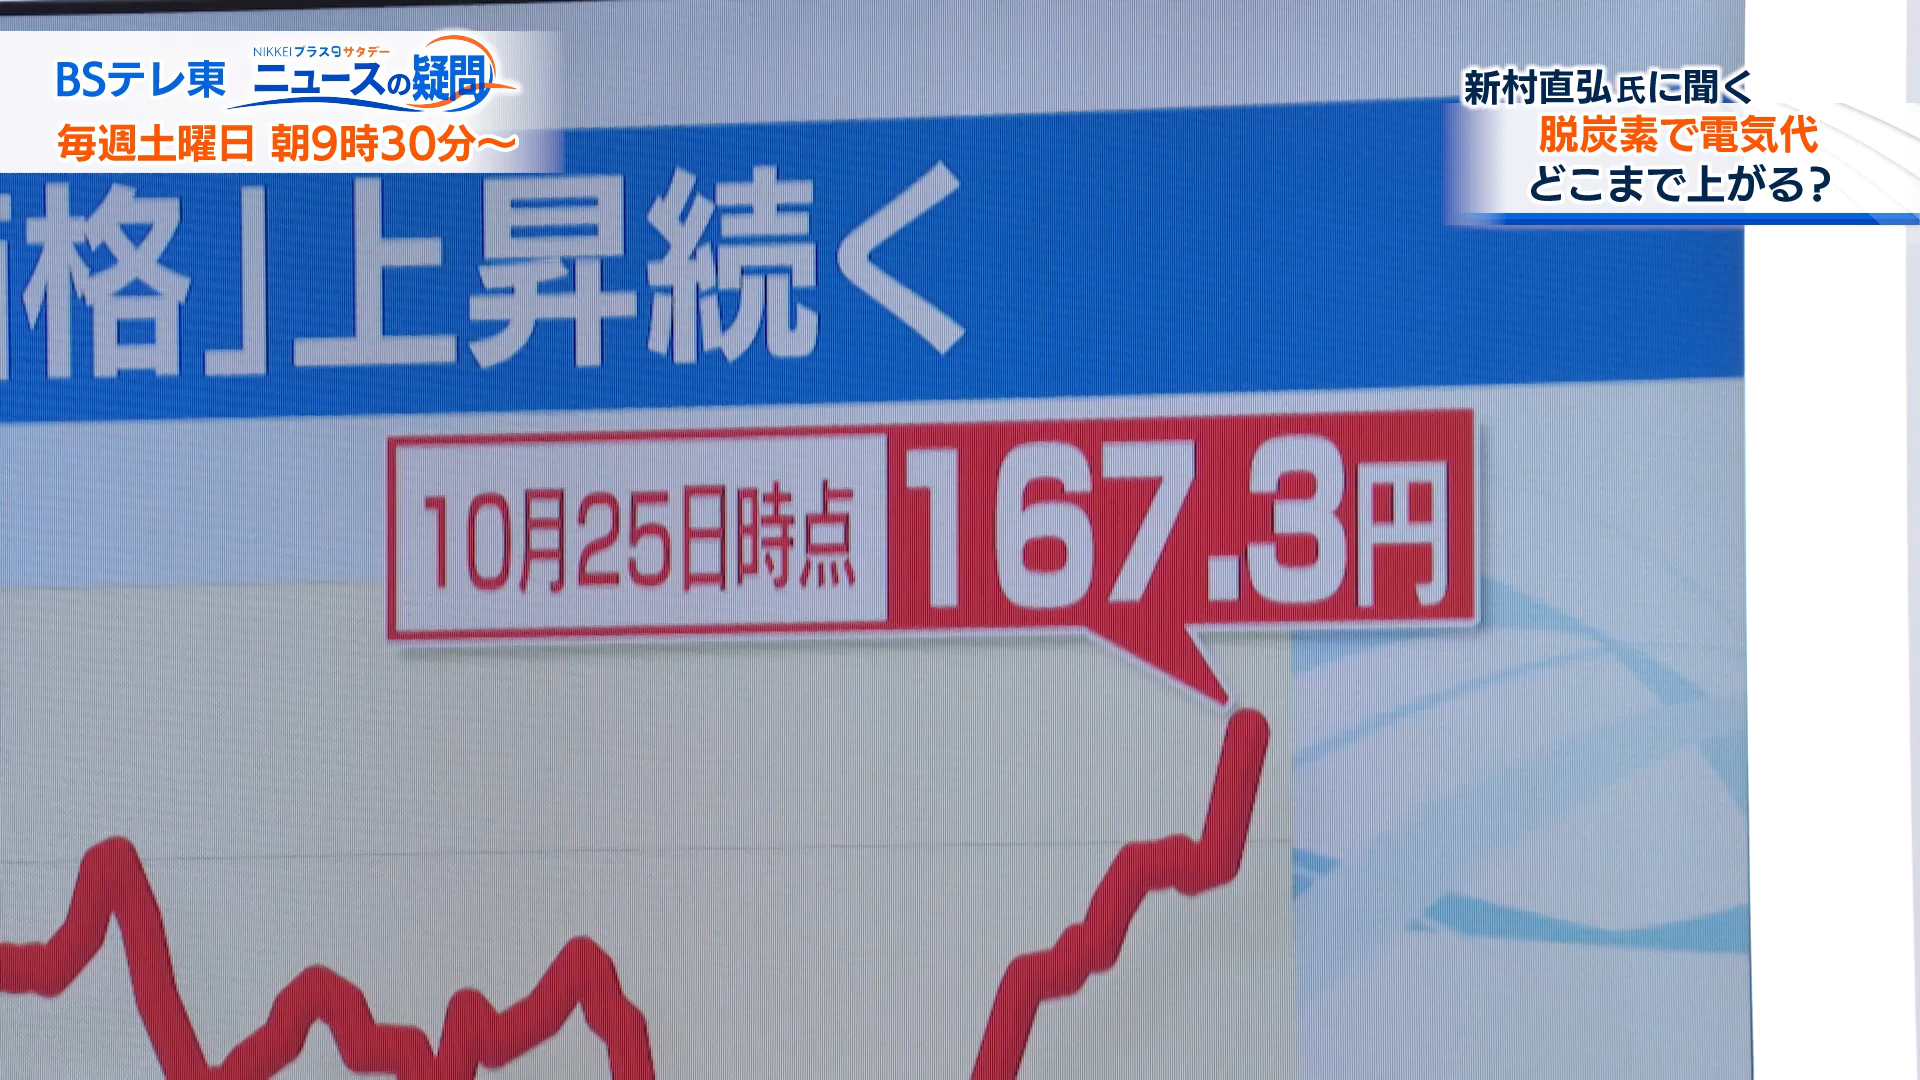 BSテレ東
NIKKEIプラス9サタデー
ニュースの疑問
毎週土曜日 朝9時30分～
新村直弘氏に聞く
脱炭素で電気代
どこまで上がる?
格」上昇続く
10月25日時点 167.3円